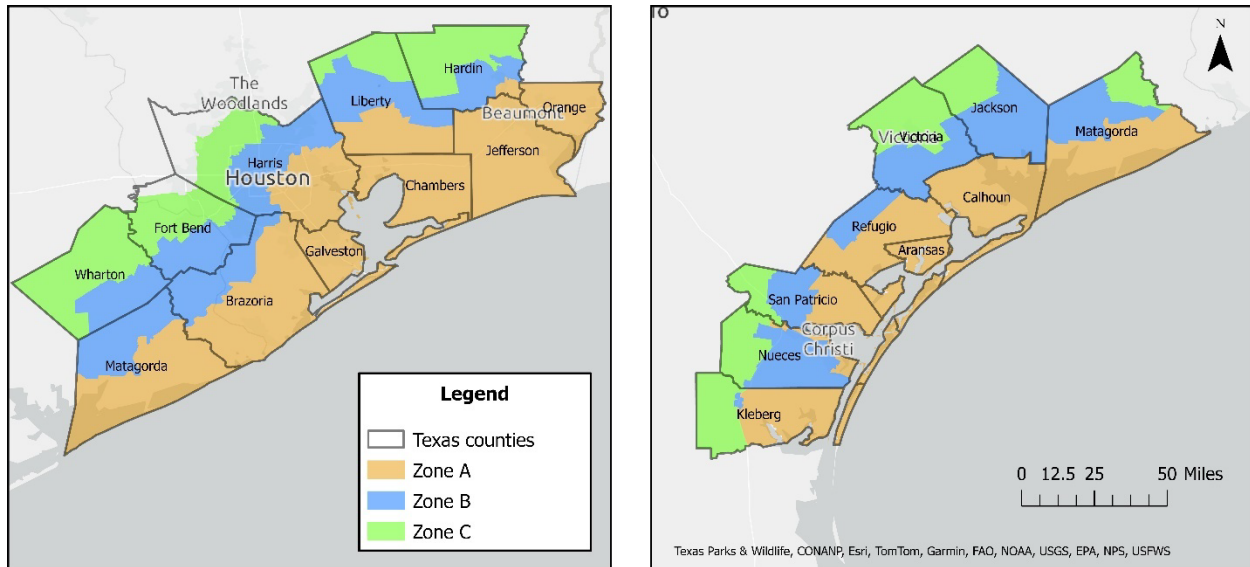 The
Woodlands
Hardin
Liberty
Orange
Beaumont
Jefferson
Harris
Houston
Chambers
Fort Bend
Galveston
Wharton
Brazoria
Matagorda
Legend
Texas counties
Zone A
Zone B
Zone C
N
Jackson
Victoria
Victoria
Matagorda
Calhoun
Refugio
Aransas
San Patricio
Corpus
Christi
Nueces
Kleberg
0 12.5 25 50 Miles
Texas Parks & Wildlife, CONANP, Esri, TomTom, Garmin, FAO, NOAA, USGS, EPA, NPS, USFWS